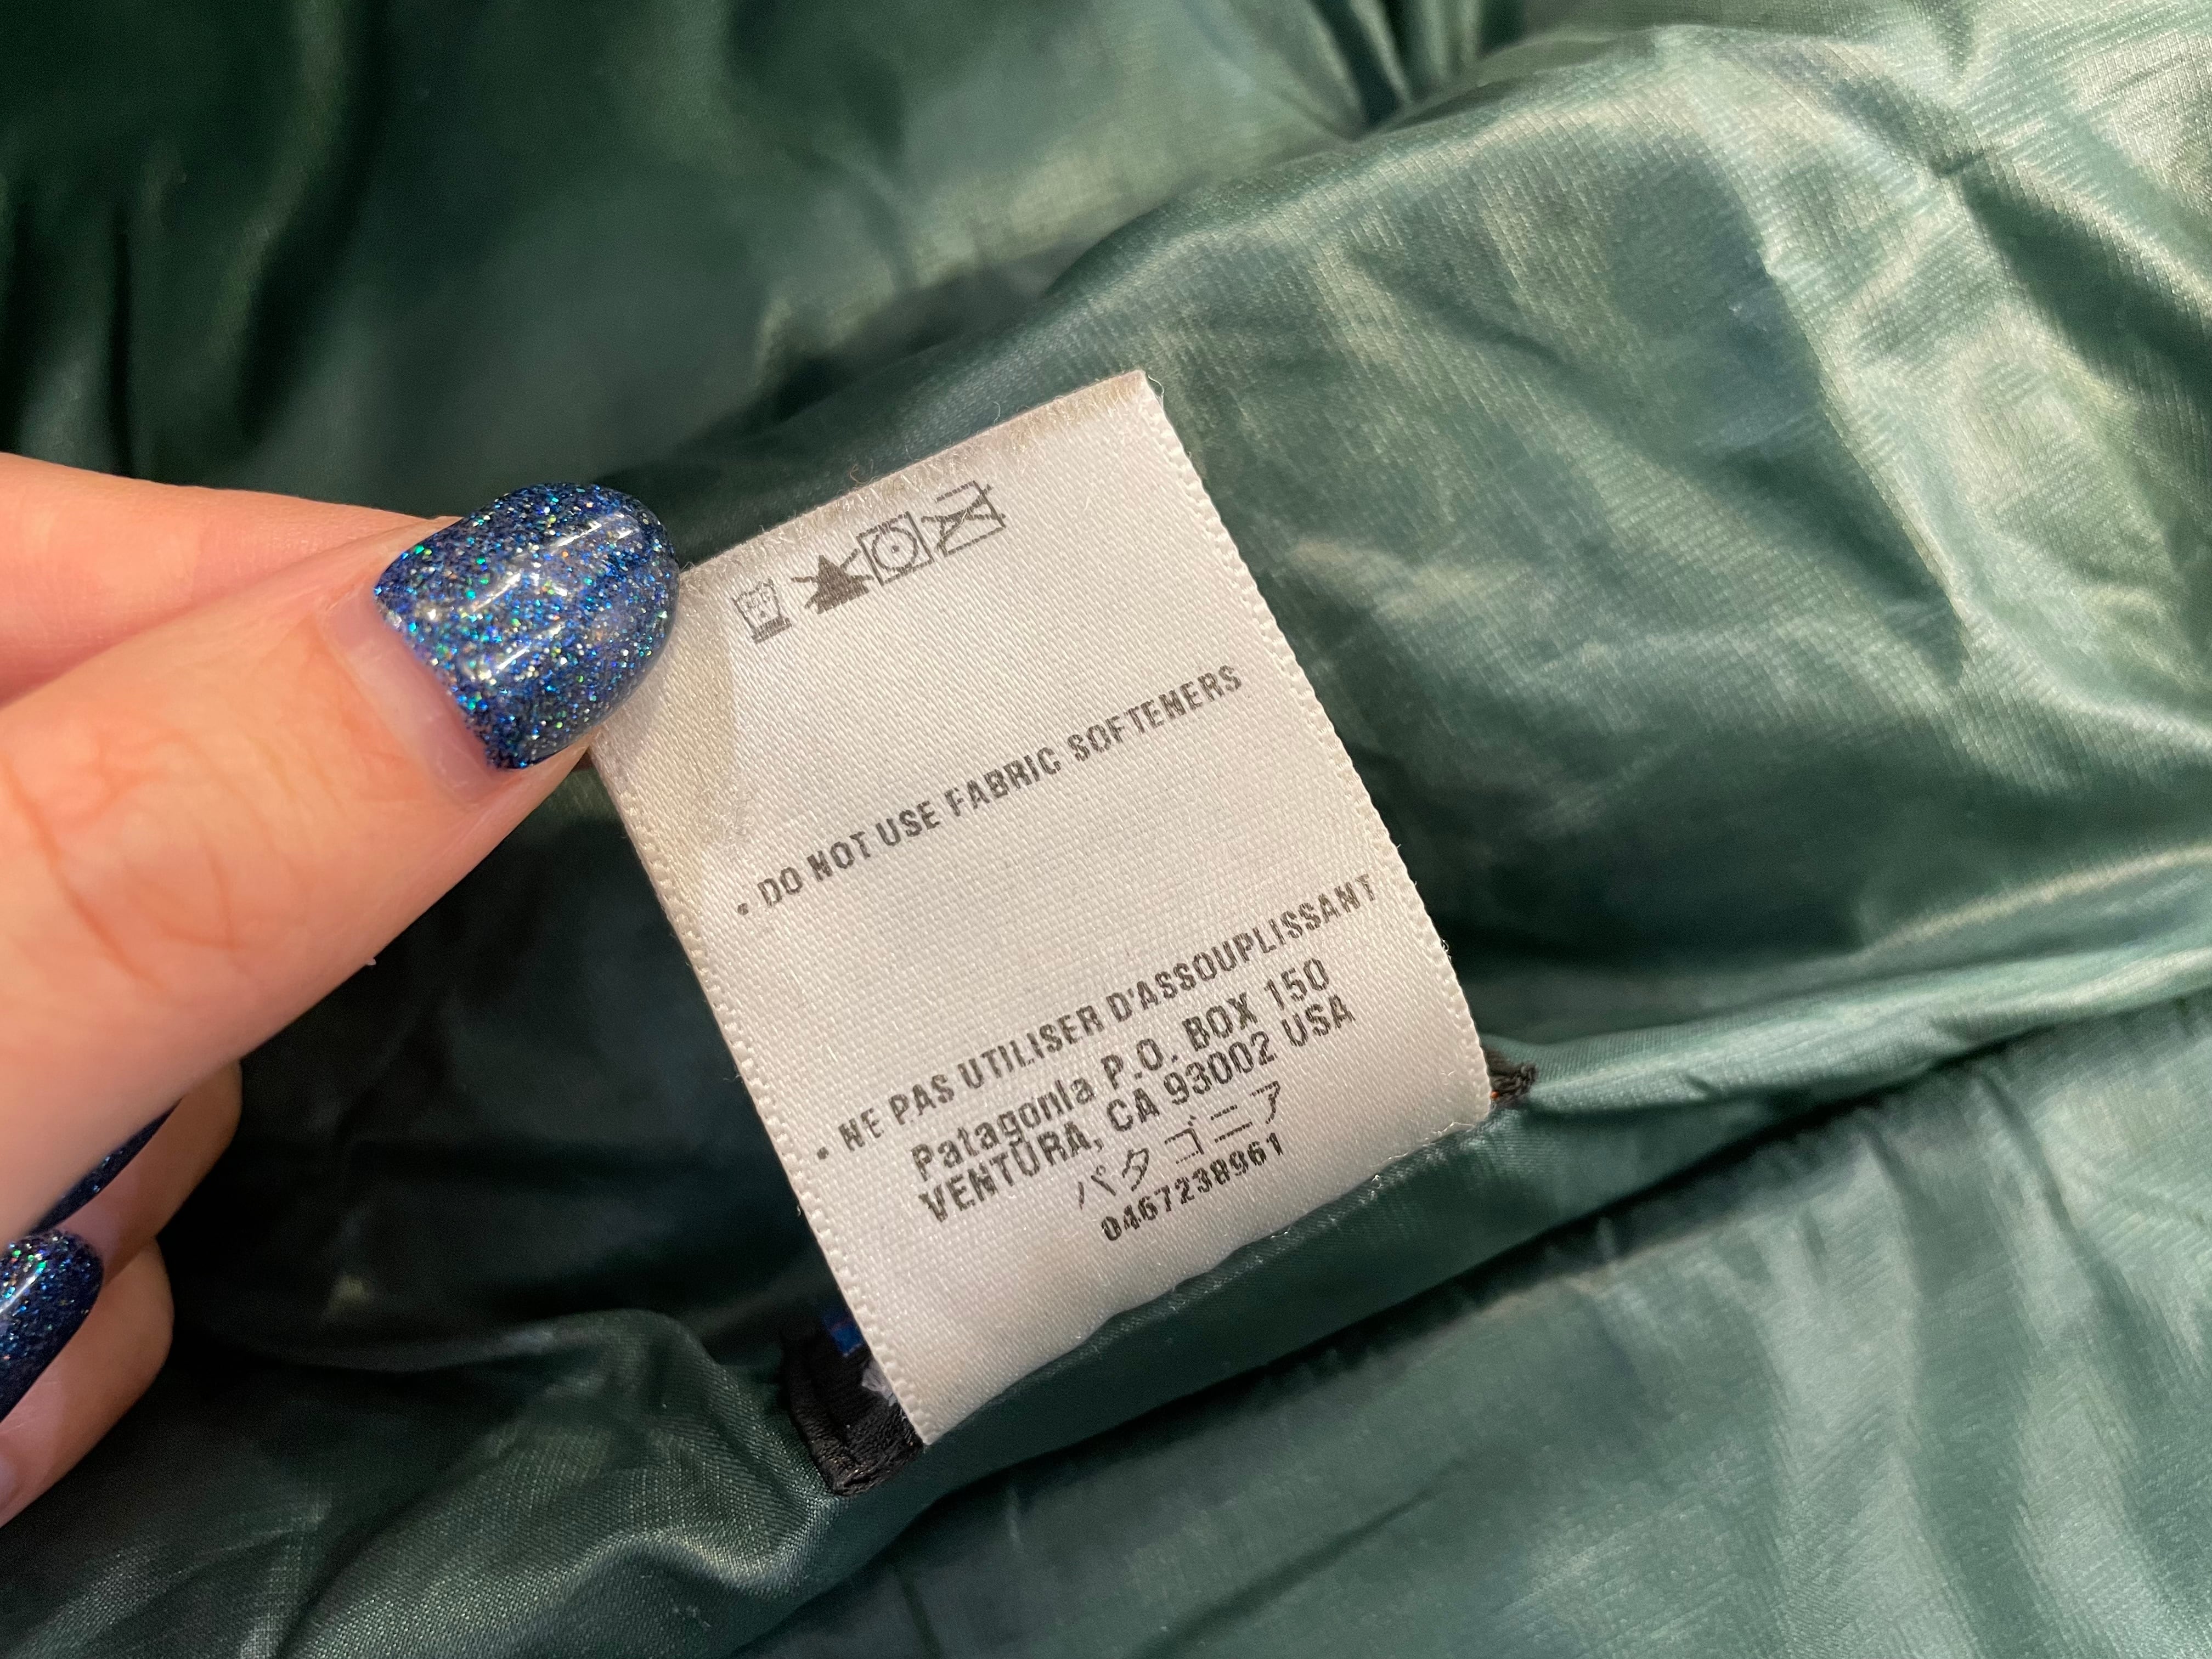 • DO NOT USE FABRIC SOFTENERS
• NE PAS UTILISER D'ASSOUPLISSANT
Patagonia P.O. BOX 150
VENTURA, CA 93002 USA
パタゴニア
0467238961